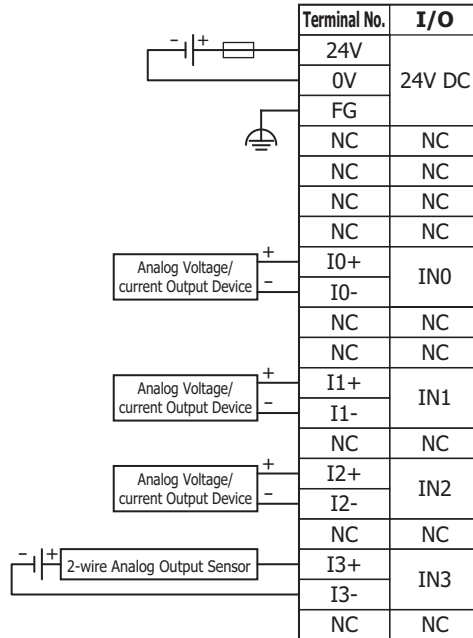 Terminal No. I/O
- + 24V
0V 24V DC
FG
NC NC
NC NC
NC NC
NC NC
Analog Voltage/
current Output Device
+ I0+ IN0
- I0-
NC NC
NC NC
Analog Voltage/
current Output Device
+ I1+ IN1
- I1-
NC NC
Analog Voltage/
current Output Device
+ I2+ IN2
- I2-
NC NC
- + 2-wire Analog Output Sensor I3+ IN3
I3-
NC NC